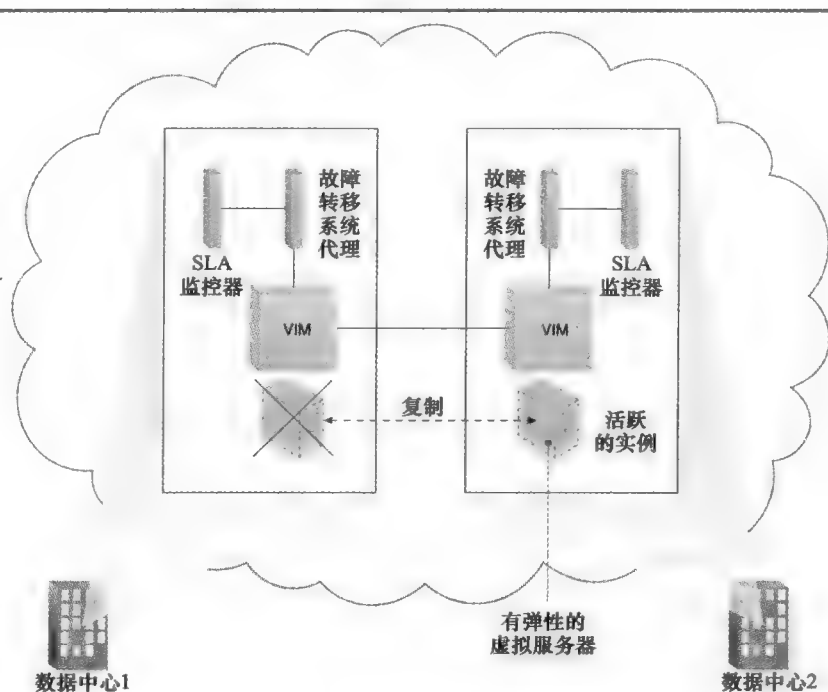 故障
转移
系统
代理
SLA
监控器
VIM
故障
转移
系统
代理
SLA
监控器
VIM
复制
活跃
的实例
有弹性的
虚拟服务器
数据中心1
数据中心2